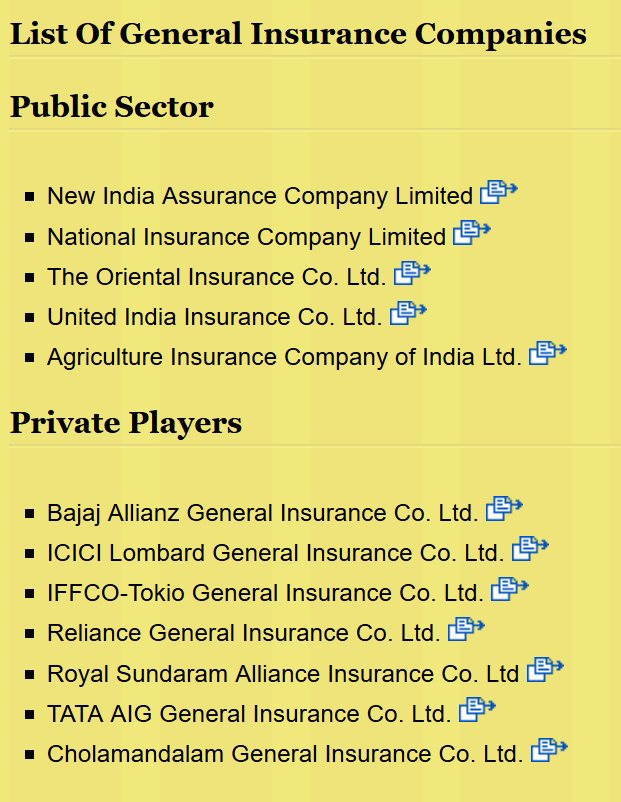 List Of General Insurance Companies
Public Sector
New India Assurance Company Limited
National Insurance Company Limited
The Oriental Insurance Co. Ltd.
United India Insurance Co. Ltd.
Agriculture Insurance Company of India Ltd.
Private Players
Bajaj Allianz General Insurance Co. Ltd.
ICICI Lombard General Insurance Co. Ltd.
IFFCO-Tokio General Insurance Co. Ltd.
Reliance General Insurance Co. Ltd.
Royal Sundaram Alliance Insurance Co. Ltd
TATA AIG General Insurance Co. Ltd.
Cholamandalam General Insurance Co. Ltd.